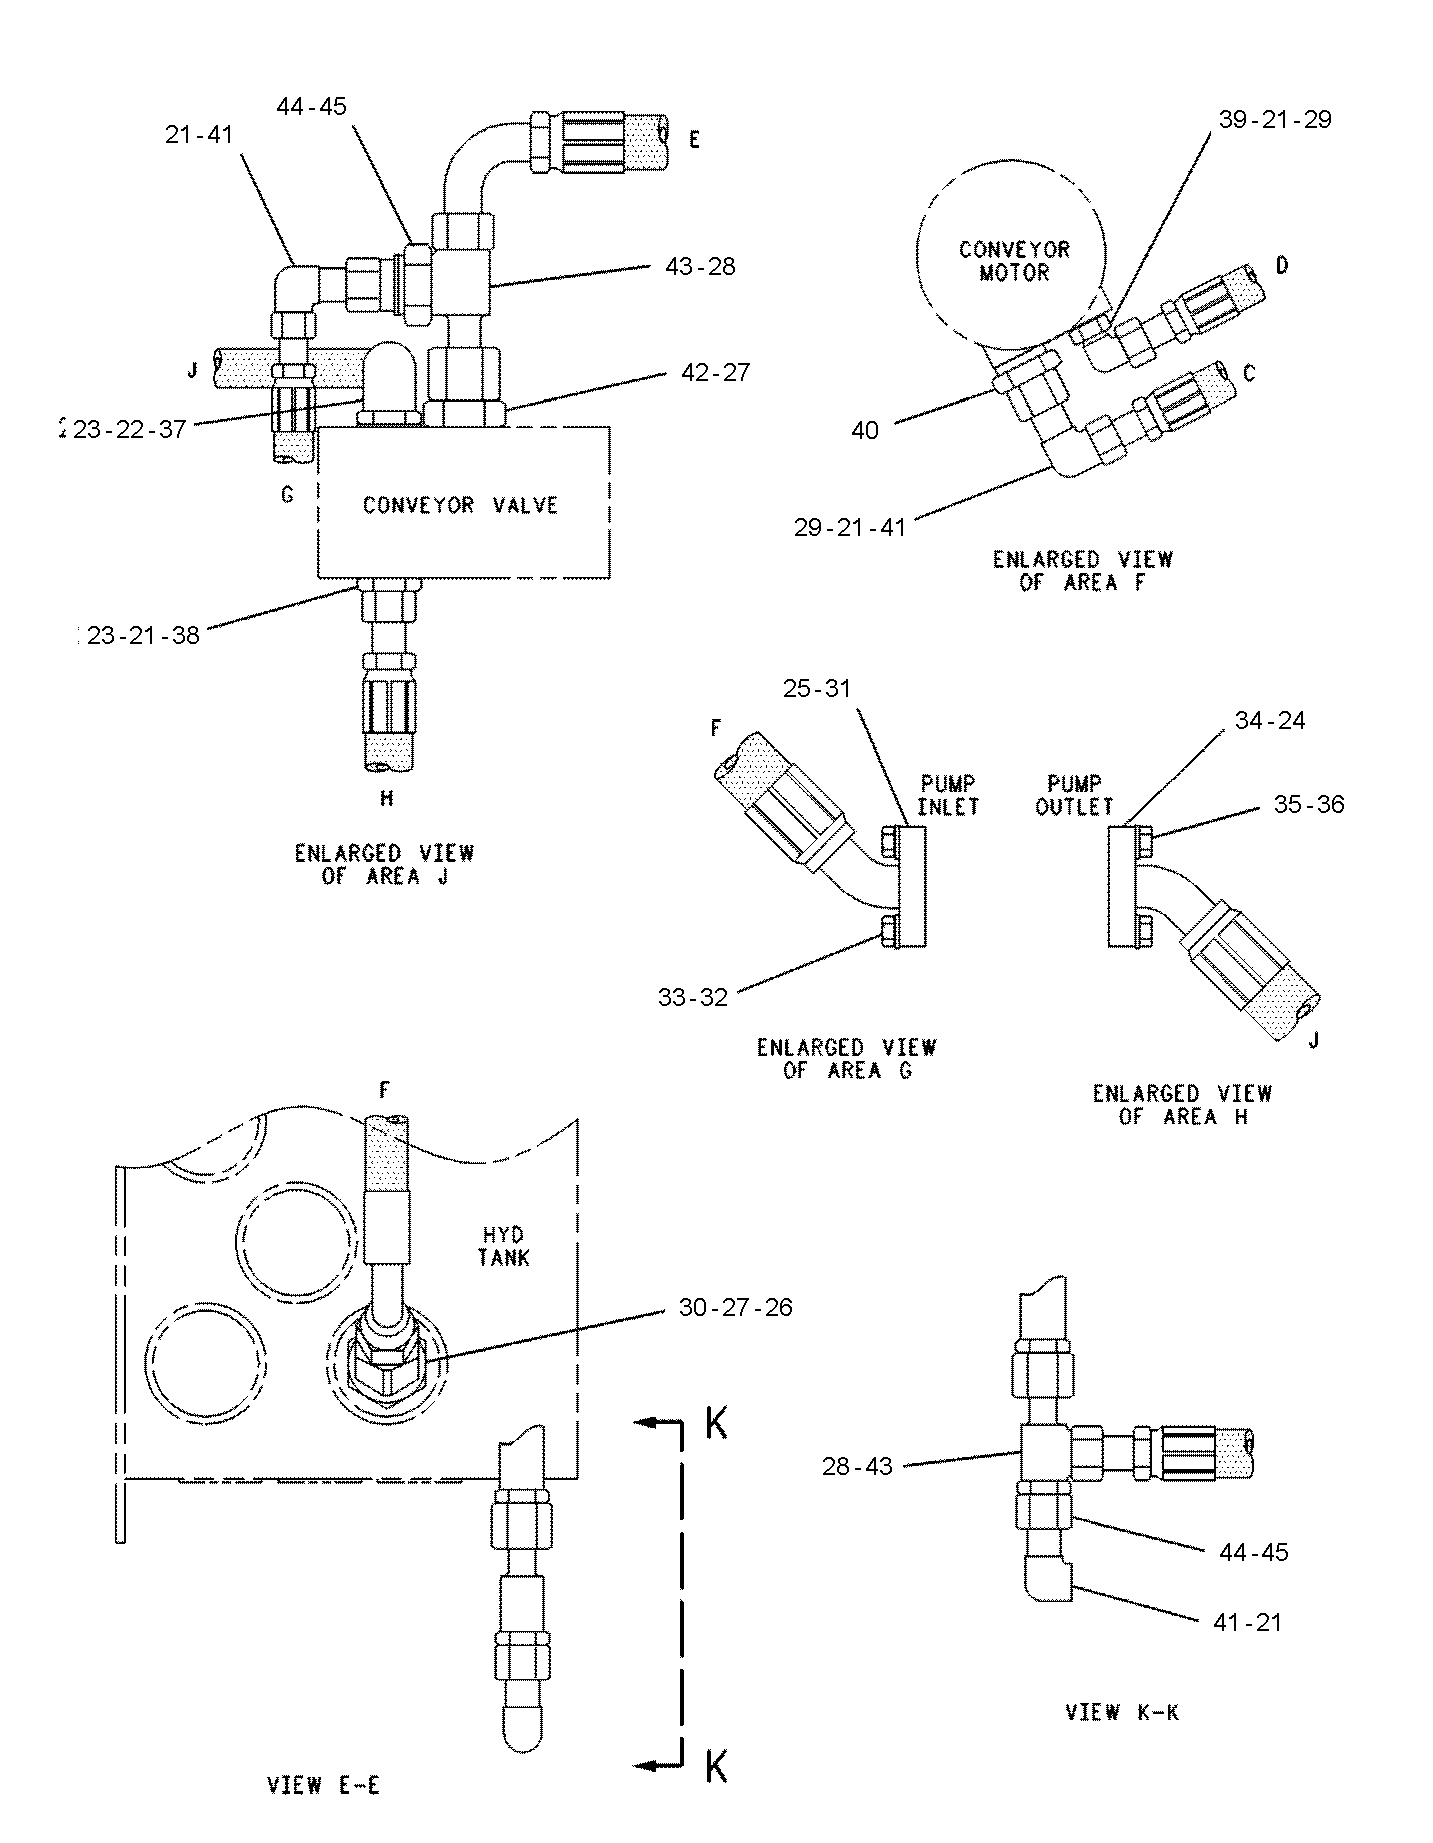 44-45
21-41
E
43-28
J
42-27
23-22-37
G
CONVEYOR VALVE
23-21-38
H
ENLARGED VIEW
OF AREA J
39-21-29
CONVEYOR
MOTOR
D
C
40
29-21-41
ENLARGED VIEW
OF AREA F
25-31
F
PUMP
INLET
33-32
ENLARGED VIEW
OF AREA G
34-24
PUMP
OUTLET
35-36
J
ENLARGED VIEW
OF AREA H
F
HYD
TANK
30-27-26
K
K
VIEW E-E
28-43
44-45
41-21
VIEW K-K